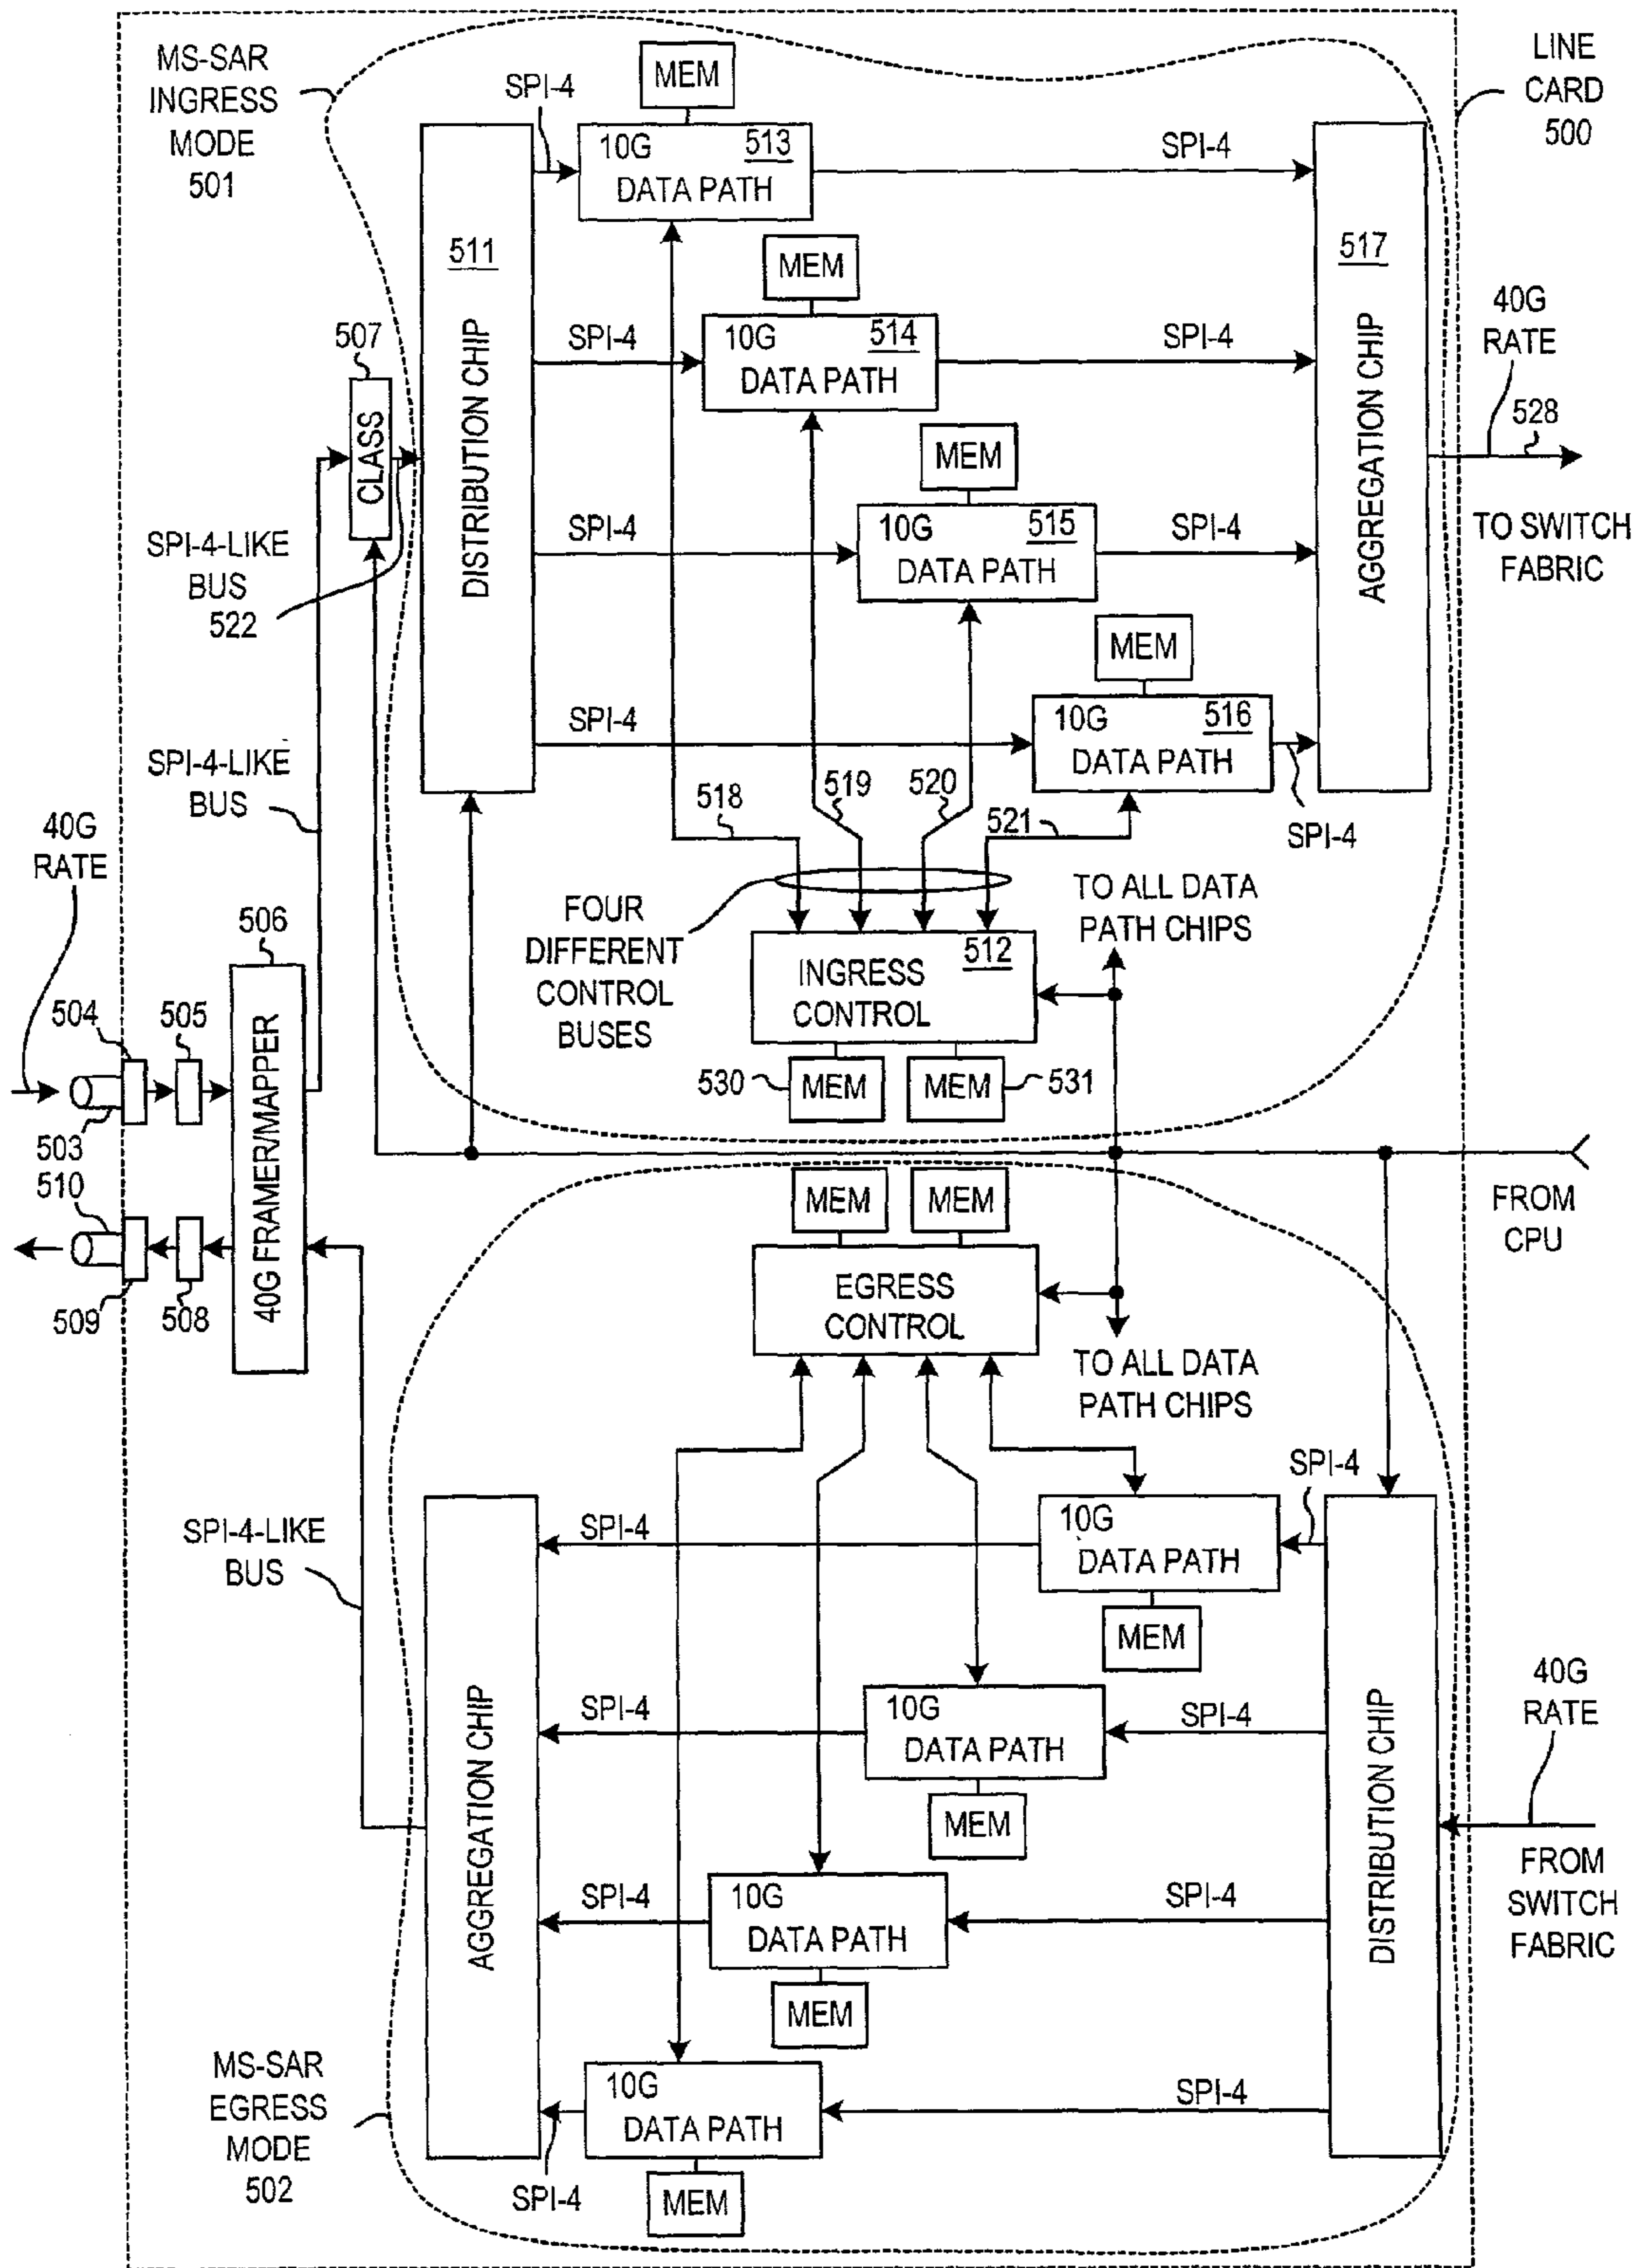 MS-SAR
INGRESS
MODE
501
LINE
CARD
500
MEM
SPI-4
10G 513
DATA PATH
SPI-4
511
DISTRIBUTION CHIP
MEM
SPI-4
10G 514
DATA PATH
SPI-4
517
AGGREGATION CHIP
40G
RATE
528
TO SWITCH
FABRIC
507
CLASS
MEM
SPI-4
10G 515
DATA PATH
SPI-4
SPI-4-LIKE
BUS
522
MEM
SPI-4
10G 516
DATA PATH
SPI-4
SPI-4-LIKE
BUS
518
519
520
521
40G
RATE
FOUR
DIFFERENT
CONTROL
BUSES
TO ALL DATA
PATH CHIPS
INGRESS 512
CONTROL
530
MEM
MEM
531
506
504
505
503
40G FRAMER/MAPPER
510
509
508
FROM
CPU
MEM
MEM
EGRESS
CONTROL
TO ALL DATA
PATH CHIPS
SPI-4-LIKE
BUS
AGGREGATION CHIP
SPI-4
10G
DATA PATH
SPI-4
MEM
DISTRIBUTION CHIP
SPI-4
10G
DATA PATH
SPI-4
MEM
40G
RATE
FROM
SWITCH
FABRIC
SPI-4
10G
DATA PATH
SPI-4
MEM
MS-SAR
EGRESS
MODE
502
SPI-4
10G
DATA PATH
SPI-4
MEM